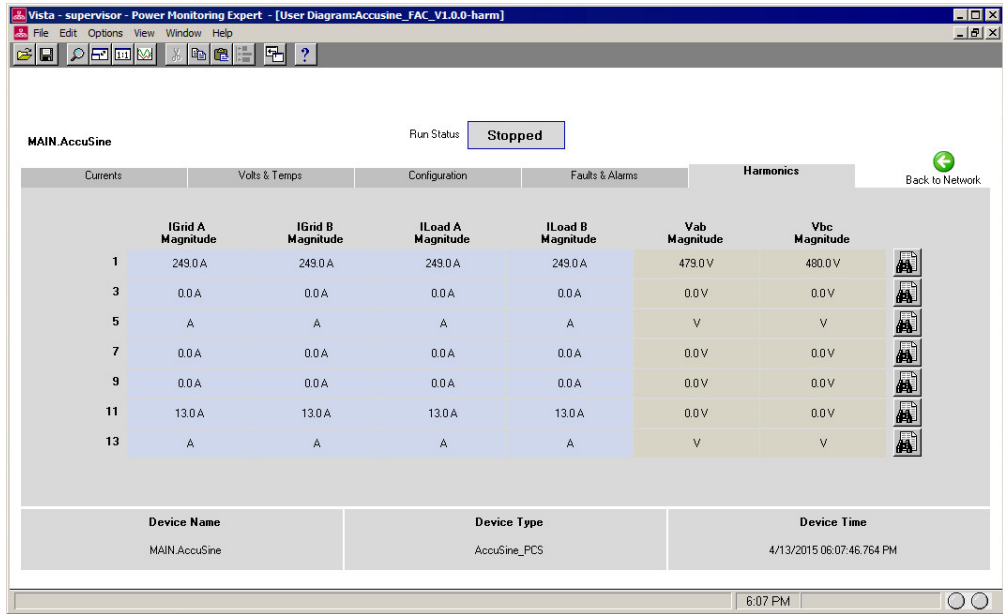 Vista - supervisor - Power Monitoring Expert - [User Diagram:Accusine_FAC_V1.0.0-harm]
File Edit Options View Window Help
1:1 ?
MAIN.AccuSine Run Status Stopped
Currents Volts & Temps Configuration Faults & Alarms Harmonics Back to Network
IGrid A Magnitude IGrid B Magnitude ILoad A Magnitude ILoad B Magnitude Vab Magnitude Vbc Magnitude
1 249.0 A 249.0 A 249.0 A 249.0 A 479.0 V 480.0 V
3 0.0 A 0.0 A 0.0 A 0.0 A 0.0 V 0.0 V
5 A A A A V V
7 0.0 A 0.0 A 0.0 A 0.0 A 0.0 V 0.0 V
9 0.0 A 0.0 A 0.0 A 0.0 A 0.0 V 0.0 V
11 13.0 A 13.0 A 13.0 A 13.0 A 0.0 V 0.0 V
13 A A A A V V
Device Name Device Type Device Time
MAIN.AccuSine AccuSine_PCS 4/13/2015 06:07:46.764 PM
6:07 PM